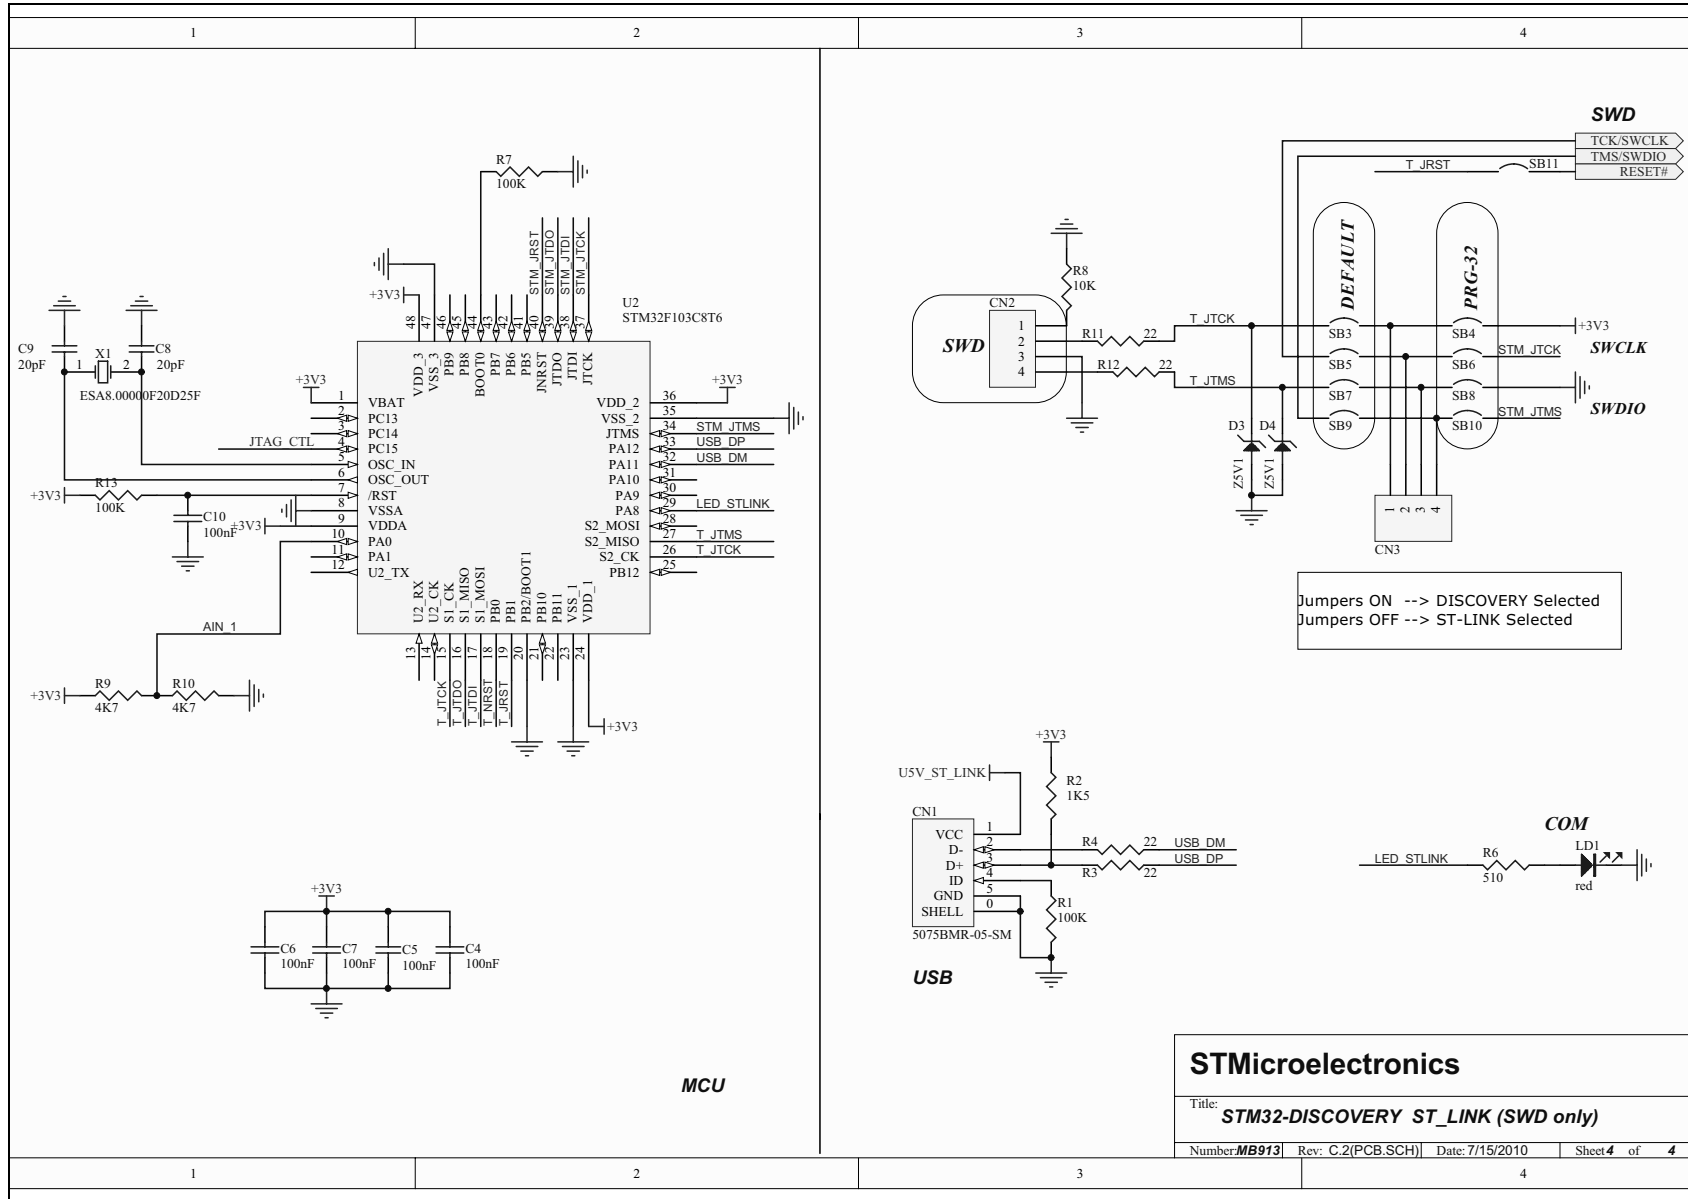 1 2 3 4
SWD
TCK/SWCLK
TMS/SWDIO
RESET#
T_JRST
SB11
R7
100K
STM_JRST
STM_JTDO
STM_JTDI
STM_JTCK
+3V3
U2
STM32F103C8T6
48 47 46 45 44 43 42 41 40 39 38 37
VDD_3
VSS_3
PB9
PB8
BOOT0
PB7
PB6
PB5
JNRST
JTDO
JTDI
JTCK
C9
20pF
X1
1 2
C8
20pF
ESA8.00000F20D25F
+3V3
1 VBAT
2 PC13
3 PC14
JTAG_CTL 4 PC15
5 OSC_IN
6 OSC_OUT
7 /RST
8 VSSA
9 VDDA
10 PA0
11 PA1
12 U2_TX
+3V3
R13
100K
C10
100nF
+3V3
AIN_1
+3V3
R9
4K7
R10
4K7
+3V3
VDD_2 36
VSS_2 35
JTMS 34 STM_JTMS
PA12 33 USB_DP
PA11 32 USB_DM
PA10 31
PA9 30
PA8 29 LED_STLINK
S2_MOSI 28
S2_MISO 27 T_JTMS
S2_CK 26 T_JTCK
PB12 25
U2_RX
U2_CK
S1_CK
S1_MISO
S1_MOSI
PB0
PB1
PB2/BOOT1
PB10
PB11
VSS_1
VDD_1
13 14 15 16 17 18 19 20 21 22 23 24
T_JTCK
T_JTDO
T_JTDI
T_NRST
T_JRST
+3V3
+3V3
C6
100nF
C7
100nF
C5
100nF
C4
100nF
MCU
R8
10K
CN2
SWD
1
2
3
4
R11 22 T_JTCK
R12 22 T_JTMS
D3
Z5V1
D4
Z5V1
DEFAULT
PRG-32
SB3 SB4 +3V3
SWCLK
SB5 SB6 STM_JTCK
SB7 SB8
SWDIO
SB9 SB10 STM_JTMS
1 2 3 4
CN3
Jumpers ON --> DISCOVERY Selected
Jumpers OFF --> ST-LINK Selected
+3V3
U5V_ST_LINK
R2
1K5
CN1
VCC 1
D- 2
D+ 3
ID 4
GND 5
SHELL 0
5075BMR-05-SM
R4 22 USB_DM
R3 22 USB_DP
R1
100K
USB
COM
LED_STLINK
R6
510
LD1
red
STMicroelectronics
Title:
STM32-DISCOVERY ST_LINK (SWD only)
Number:MB913 Rev: C.2(PCB.SCH) Date:7/15/2010 Sheet 4 of 4
1 2 3 4